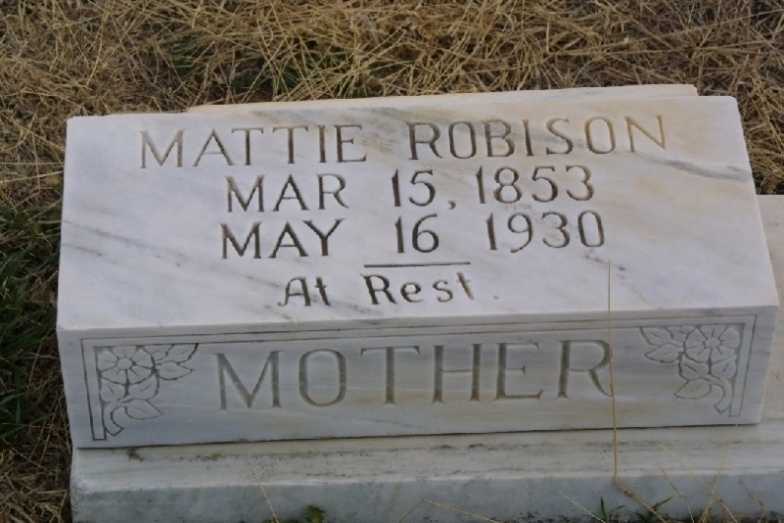 MATTIE ROBISON
MAR 15, 1853
MAY 16 1930
At Rest.
MOTHER